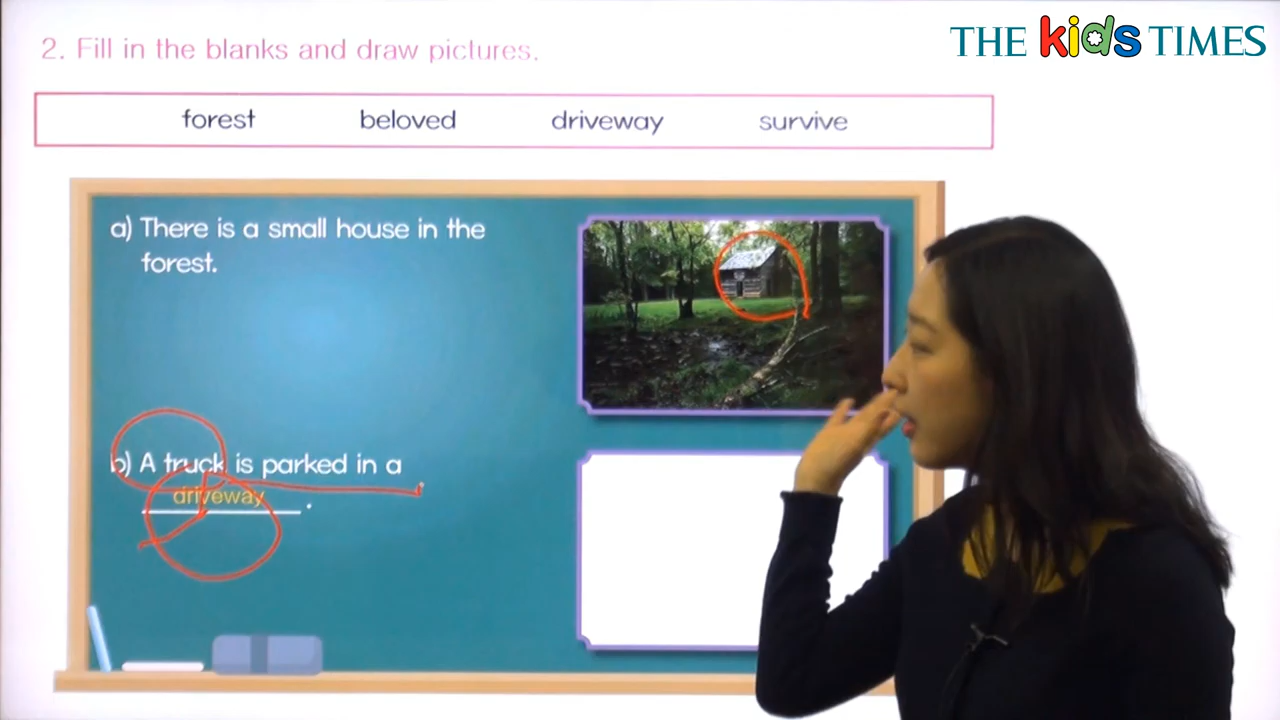 THE kids TIMES
2. Fill in the blanks and draw pictures.
forest beloved driveway survive
a) There is a small house in the
forest.
b) A truck is parked in a
driveway .